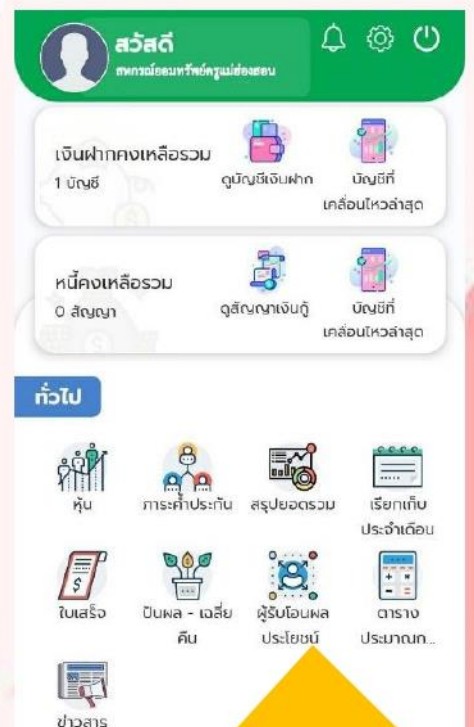 สวัสดี
สหกรณ์ออมทรัพย์ครูแม่ฮ่องสอน
เงินฝากคงเหลือรวม
1 บัญชี
ดูบัญชีเงินฝาก
บัญชีที่
เคลื่อนไหวล่าสุด
หนี้คงเหลือรวม
0 สัญญา
ดูสัญญาเงินกู้
บัญชีที่
เคลื่อนไหวล่าสุด
ทั่วไป
หุ้น
ภาระค้ำประกัน
สรุปยอดรวม
เรียกเก็บ
ประจำเดือน
ใบเสร็จ
ปันผล - เฉลี่ย
คืน
ผู้รับโอนผล
ประโยชน์
ตาราง
ประมาณก...
ข่าวสาร